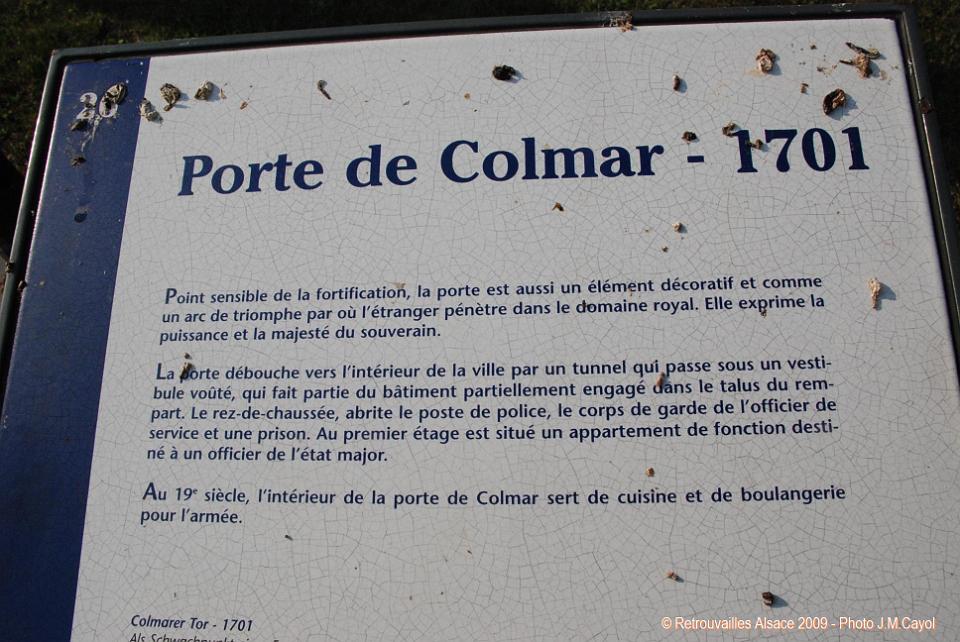 20
Porte de Colmar - 1701
Point sensible de la fortification, la porte est aussi un élément décoratif et comme
un arc de triomphe par où l'étranger pénètre dans le domaine royal. Elle exprime la
puissance et la majesté du souverain.
La porte débouche vers l'intérieur de la ville par un tunnel qui passe sous un vesti-
bule voûté, qui fait partie du bâtiment partiellement engagé dans le talus du rem-
part. Le rez-de-chaussée, abrite le poste de police, le corps de garde de l'officier de
service et une prison. Au premier étage est situé un appartement de fonction desti-
né à un officier de l'état major.
Au 19e siècle, l'intérieur de la porte de Colmar sert de cuisine et de boulangerie
pour l'armée.
Colmarer Tor - 1701
Als
© Retrouvailles Alsace 2009 - Photo J.M.Cayol